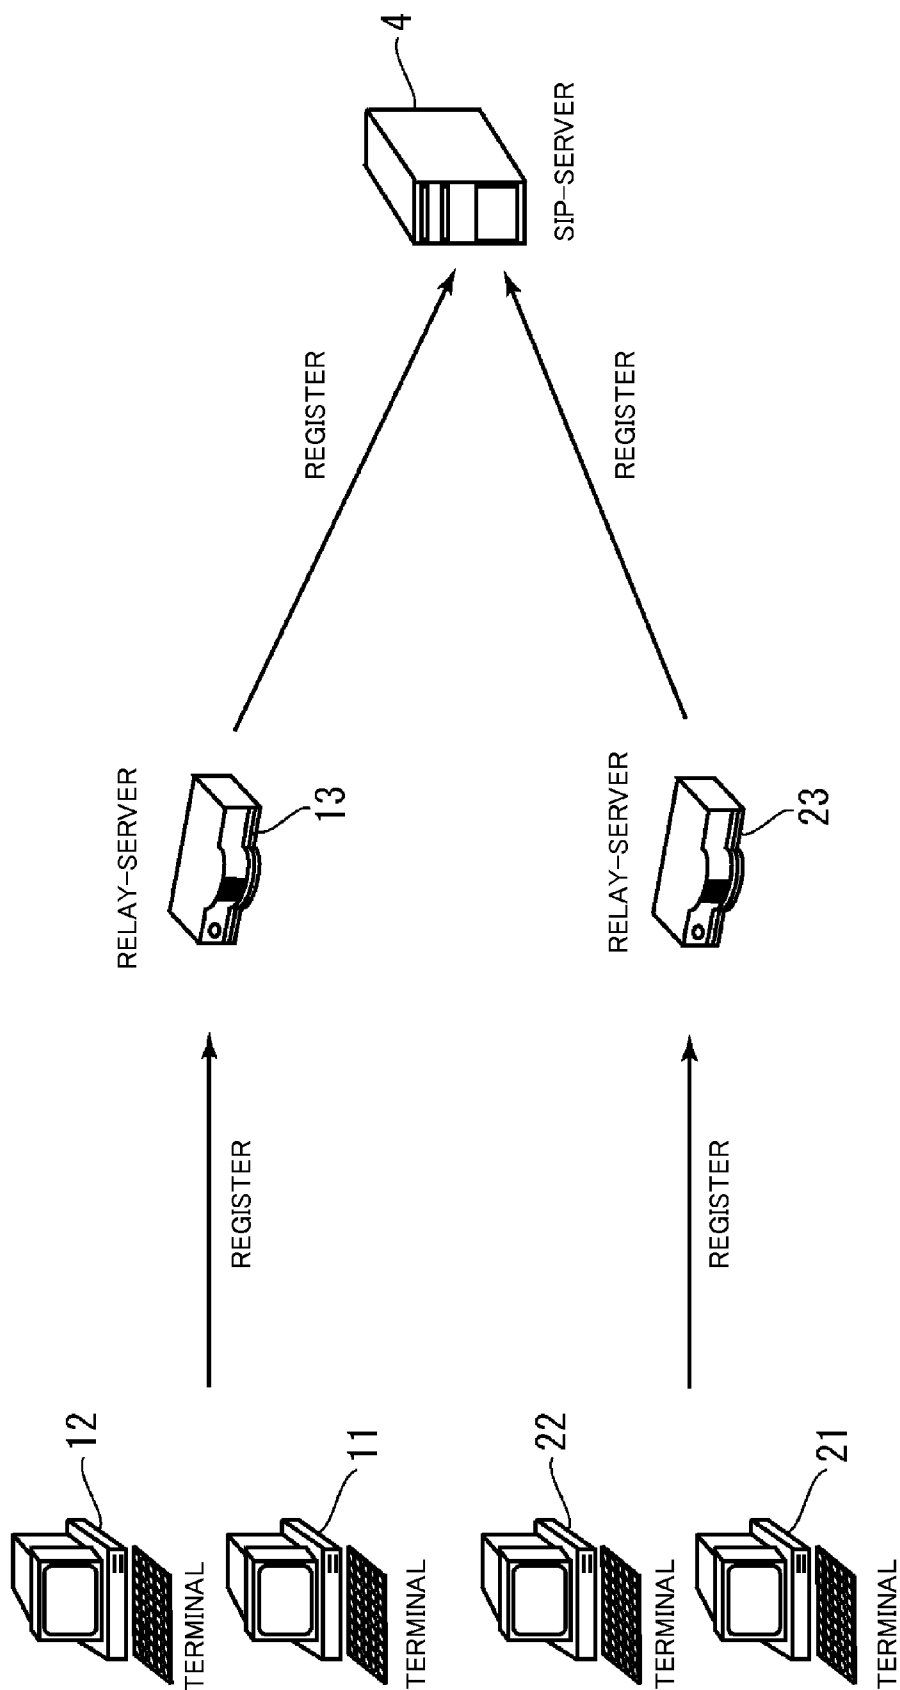 4
SIP-SERVER
REGISTER
REGISTER
RELAY-SERVER
13
RELAY-SERVER
23
REGISTER
REGISTER
12
TERMINAL
11
TERMINAL
22
TERMINAL
21
TERMINAL